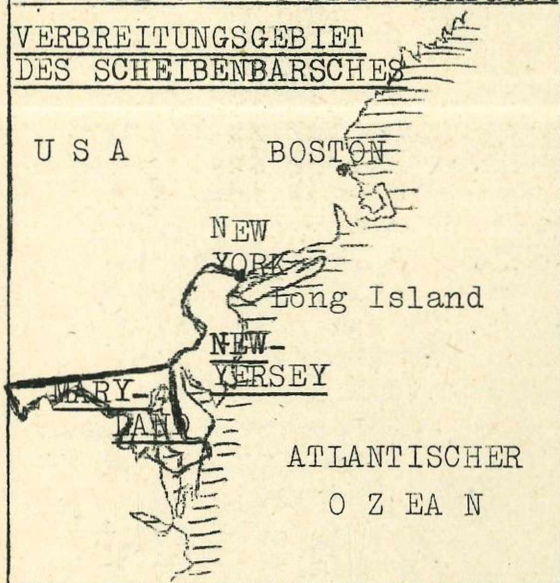 VERBREITUNGSGEBIET
DES SCHEIBENBARSCHES
U S A
BOSTON
NEW
YORK
Long Island
NEW-
YERSEY
MARY-
LAND
ATLANTISCHER
O Z EA N